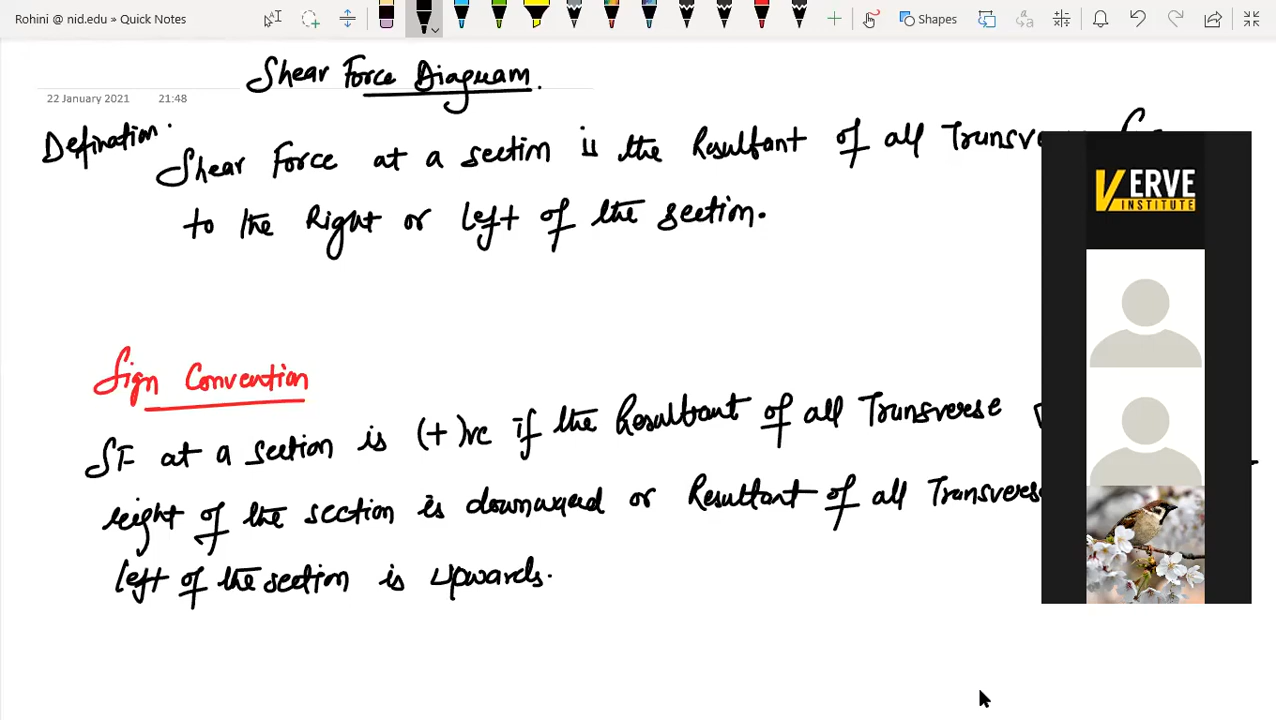 Rohini @ nid.edu » Quick Notes
Shapes
Shear Force Diagram.
22 January 2021 21:48
Defination.
Shear Force at a section is the Resultant of all Transve
to the Right or left of the section.
Sign Convention
SF at a section is (+)ve if the Resultant of all Transverse
right of the section is downward or Resultant of all Transverse
left of the section is upwards.
VERVE
INSTITUTE